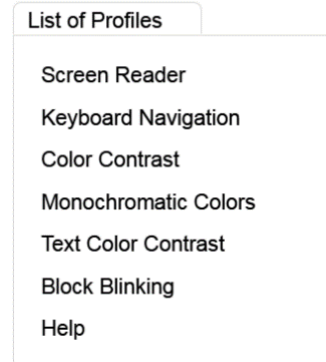 List of Profiles
Screen Reader
Keyboard Navigation
Color Contrast
Monochromatic Colors
Text Color Contrast
Block Blinking
Help